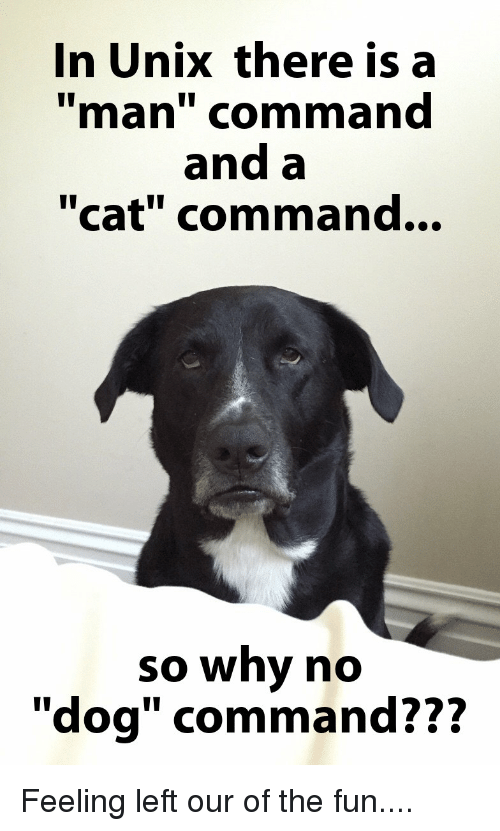 In Unix there is a
"man" command
and a
"cat" command...
so why no
"dog" command???
Feeling left our of the fun....